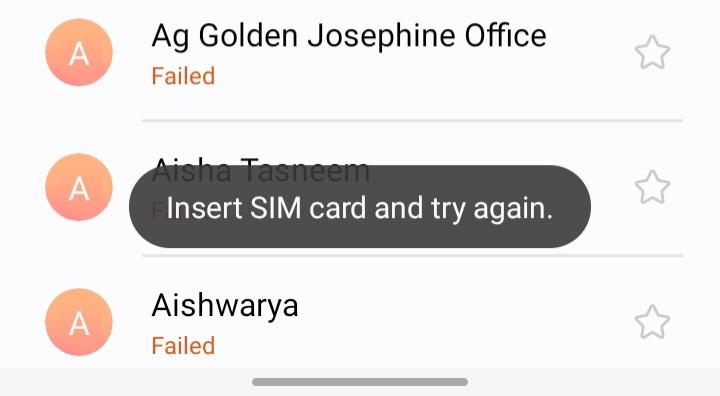 A
Ag Golden Josephine Office
Failed
A
Aisha Tasneem
Insert SIM card and try again.
A
Aishwarya
Failed